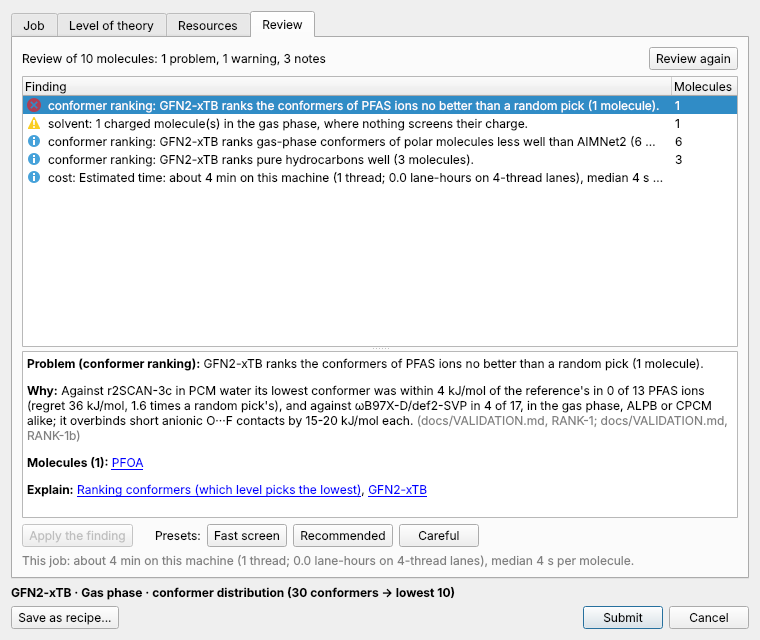 Job
Level of theory
Resources
Review
Review of 10 molecules: 1 problem, 1 warning, 3 notes
Review again
Finding
Molecules
conformer ranking: GFN2-xTB ranks the conformers of PFAS ions no better than a random pick (1 molecule).
1
solvent: 1 charged molecule(s) in the gas phase, where nothing screens their charge.
1
conformer ranking: GFN2-xTB ranks gas-phase conformers of polar molecules less well than AIMNet2 (6 ...
6
conformer ranking: GFN2-xTB ranks pure hydrocarbons well (3 molecules).
3
cost: Estimated time: about 4 min on this machine (1 thread; 0.0 lane-hours on 4-thread lanes), median 4 s ...
Problem (conformer ranking): GFN2-xTB ranks the conformers of PFAS ions no better than a random pick (1 molecule).
Why: Against r2SCAN-3c in PCM water its lowest conformer was within 4 kJ/mol of the reference's in 0 of 13 PFAS ions
(regret 36 kJ/mol, 1.6 times a random pick's), and against ωB97X-D/def2-SVP in 4 of 17, in the gas phase, ALPB or CPCM
alike; it overbinds short anionic O···F contacts by 15-20 kJ/mol each. (docs/VALIDATION.md, RANK-1; docs/VALIDATION.md,
RANK-1b)
Molecules (1): PFOA
Explain: Ranking conformers (which level picks the lowest), GFN2-xTB
Apply the finding
Presets:
Fast screen
Recommended
Careful
This job: about 4 min on this machine (1 thread; 0.0 lane-hours on 4-thread lanes), median 4 s per molecule.
GFN2-xTB · Gas phase · conformer distribution (30 conformers → lowest 10)
Save as recipe...
Submit
Cancel